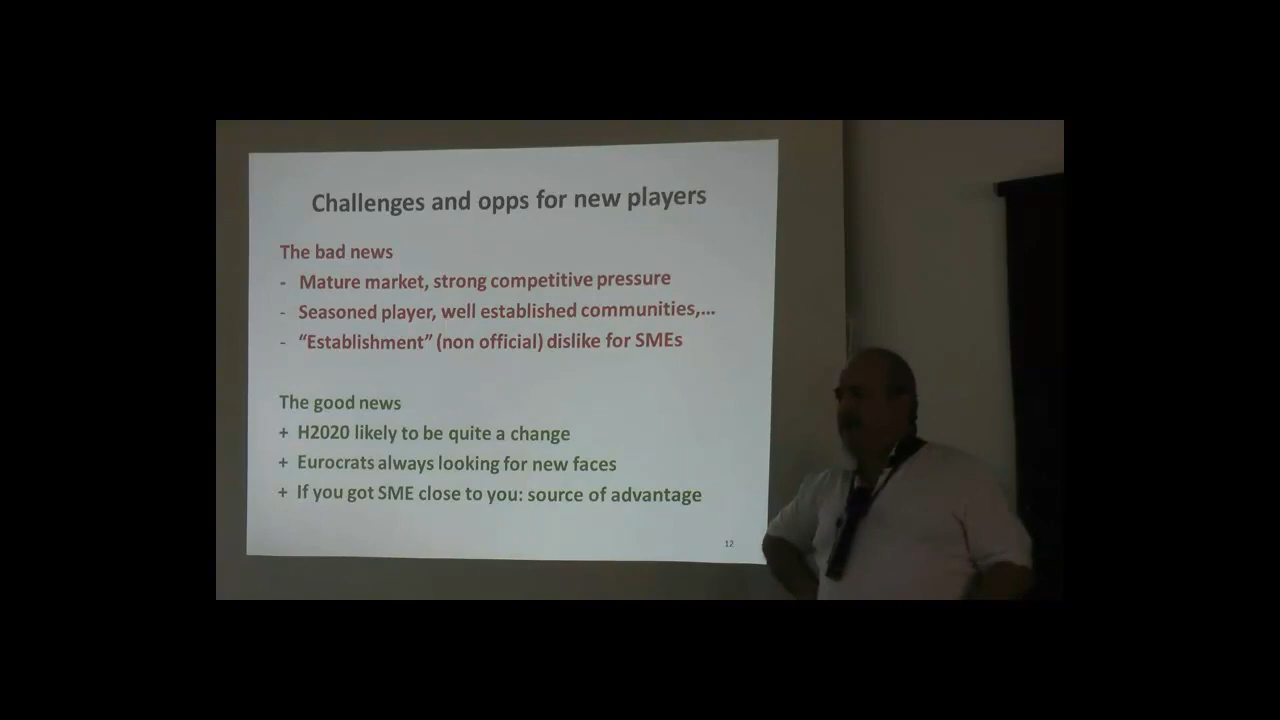 Challenges and opps for new players
The bad news
- Mature market, strong competitive pressure
- Seasoned player, well established communities,...
- “Establishment” (non official) dislike for SMEs
The good news
+ H2020 likely to be quite a change
+ Eurocrats always looking for new faces
+ If you got SME close to you: source of advantage
12